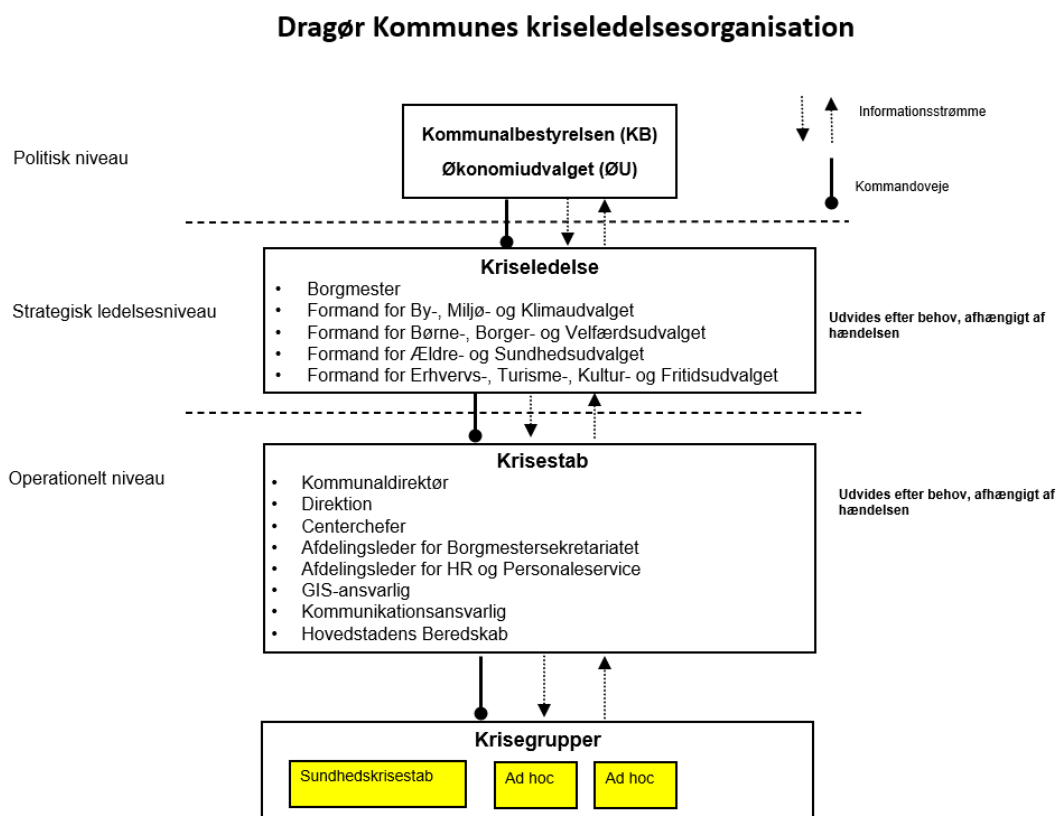 Dragør Kommunes kriseledelsesorganisation
Informationsstrømme
Kommunalbestyrelsen (KB)
Økonomiudvalget (ØU)
Politisk niveau
Kommandoveje
Kriseledelse
• Borgmester
• Formand for By-, Miljø- og Klimaudvalget
• Formand for Børne-, Borger- og Velfærdsudvalget
• Formand for Ældre- og Sundhedsudvalget
• Formand for Erhvervs-, Turisme-, Kultur- og Fritidsudvalget
Strategisk ledelsesniveau
Udvides efter behov, afhængigt af
hændelsen
Krisestab
• Kommunaldirektør
• Direktion
• Centerchefer
• Afdelingsleder for Borgmestersekretariatet
• Afdelingsleder for HR og Personaleservice
• GIS-ansvarlig
• Kommunikationsansvarlig
• Hovedstadens Beredskab
Operationelt niveau
Udvides efter behov, afhængigt af
hændelsen
Krisegrupper
Sundhedskrisestab
Ad hoc
Ad hoc